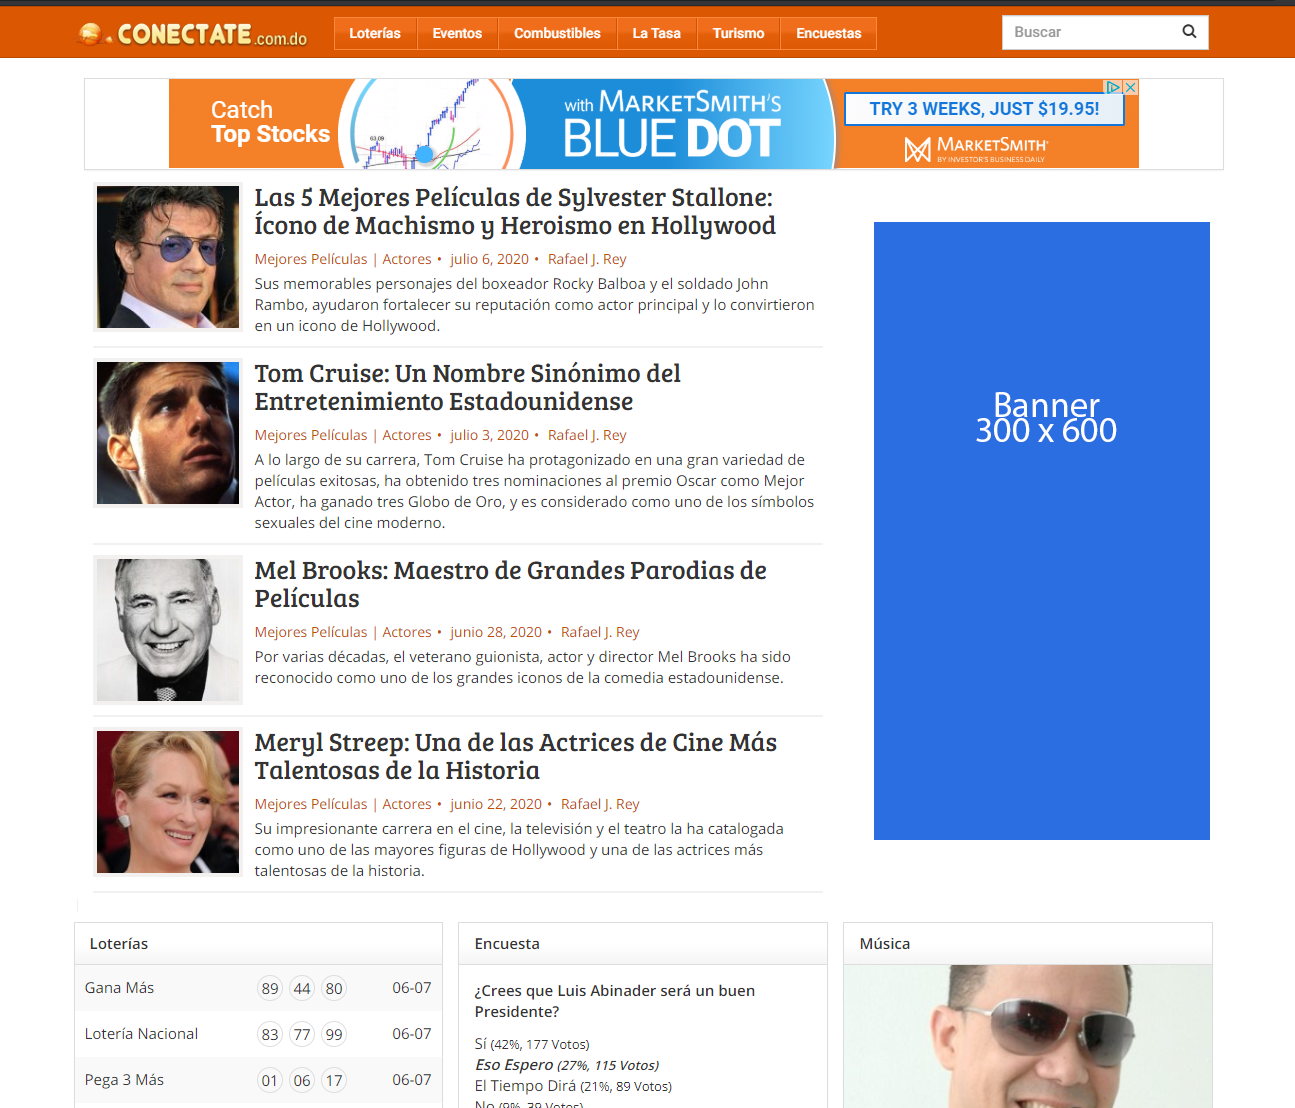 CONECTATE.com.do
Loterías
Eventos
Combustibles
La Tasa
Turismo
Encuestas
Buscar
Catch
Top Stocks
63.09
with MARKETSMITH'S
BLUE DOT
TRY 3 WEEKS, JUST $19.95!
MARKETSMITH
BY INVESTOR'S BUSINESS DAILY
Las 5 Mejores Películas de Sylvester Stallone:
Ícono de Machismo y Heroismo en Hollywood
Mejores Películas | Actores • julio 6, 2020 • Rafael J. Rey
Sus memorables personajes del boxeador Rocky Balboa y el soldado John
Rambo, ayudaron fortalecer su reputación como actor principal y lo convirtieron
en un icono de Hollywood.
Tom Cruise: Un Nombre Sinónimo del
Entretenimiento Estadounidense
Mejores Películas | Actores • julio 3, 2020 • Rafael J. Rey
A lo largo de su carrera, Tom Cruise ha protagonizado en una gran variedad de
películas exitosas, ha obtenido tres nominaciones al premio Oscar como Mejor
Actor, ha ganado tres Globo de Oro, y es considerado como uno de los símbolos
sexuales del cine moderno.
Mel Brooks: Maestro de Grandes Parodias de
Películas
Mejores Películas | Actores • junio 28, 2020 • Rafael J. Rey
Por varias décadas, el veterano guionista, actor y director Mel Brooks ha sido
reconocido como uno de los grandes iconos de la comedia estadounidense.
Meryl Streep: Una de las Actrices de Cine Más
Talentosas de la Historia
Mejores Películas | Actores • junio 22, 2020 • Rafael J. Rey
Su impresionante carrera en el cine, la televisión y el teatro la ha catalogada
como uno de las mayores figuras de Hollywood y una de las actrices más
talentosas de la historia.
Banner
300 x 600
Loterías
Gana Más 89 44 80 06-07
Lotería Nacional 83 77 99 06-07
Pega 3 Más 01 06 17 06-07
Encuesta
¿Crees que Luis Abinader será un buen
Presidente?
Sí (42%, 177 Votos)
Eso Espero (27%, 115 Votos)
El Tiempo Dirá (21%, 89 Votos)
No (9%, 39 Votos)
Música